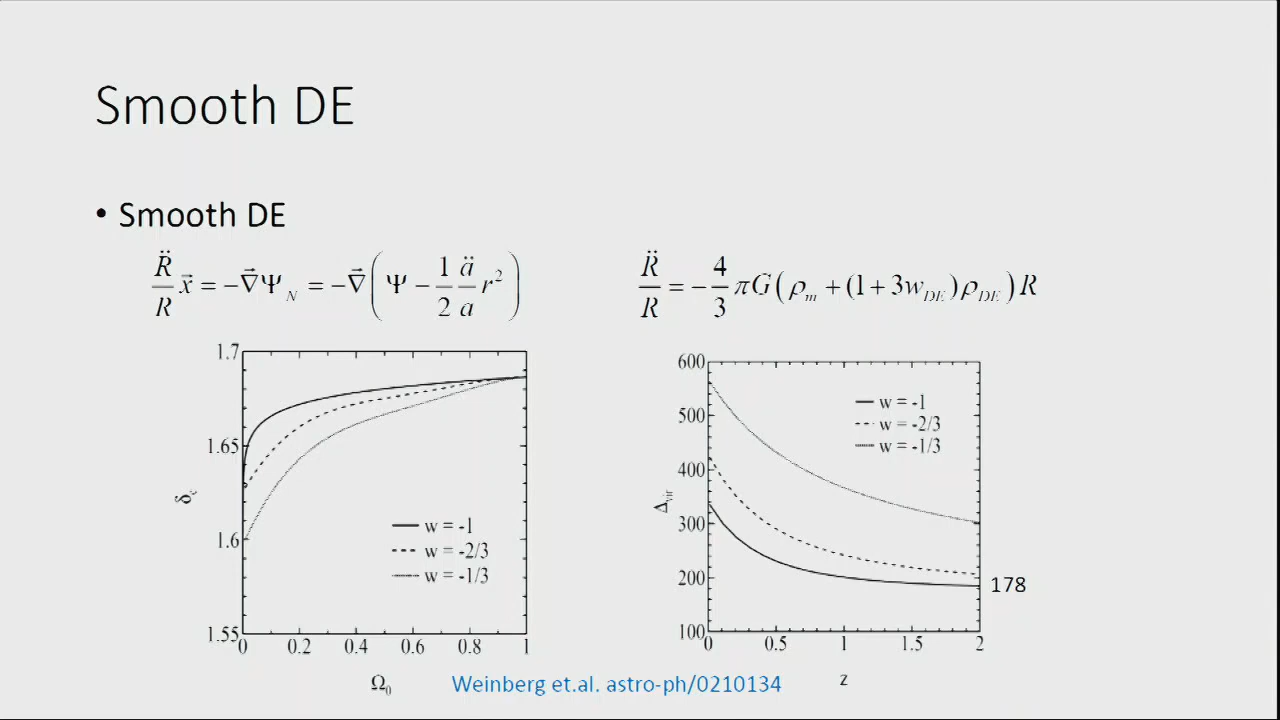 Smooth DE
• Smooth DE
R̈/R x⃗ = −∇⃗Ψ_N = −∇⃗(Ψ − 1/2 ä/a r²)
R̈/R = −4/3 πG(ρ_m + (1+3w_DE)ρ_DE)R
1.7
1.65
1.6
1.55
δ_c
w = -1
w = -2/3
w = -1/3
0 0.2 0.4 0.6 0.8 1
Ω₀
600
500
400
300
200
100
Δ_vir
w = -1
w = -2/3
w = -1/3
178
0 0.5 1 1.5 2
z
Weinberg et.al. astro-ph/0210134